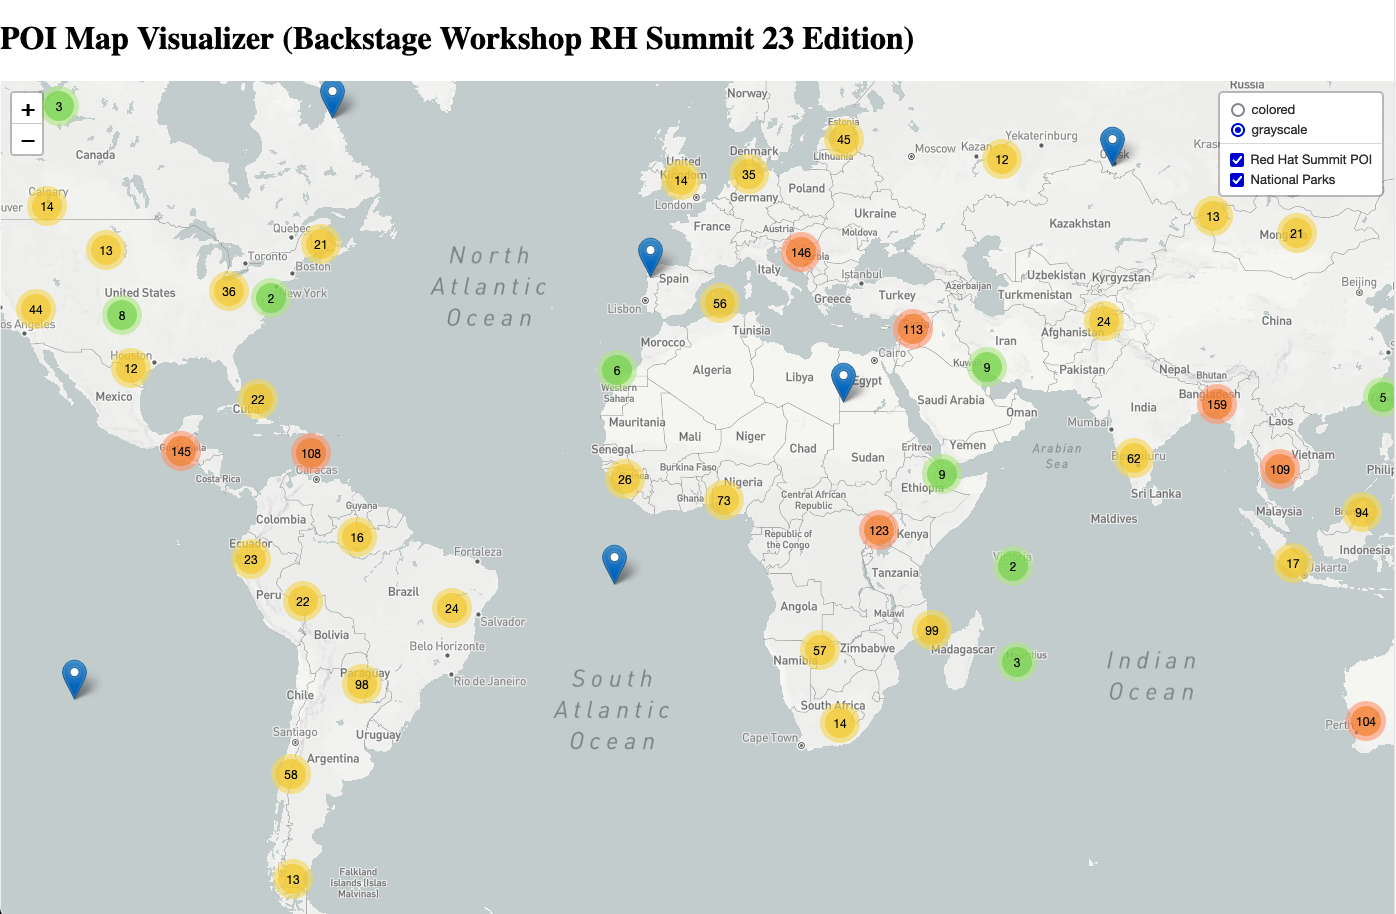 POI Map Visualizer (Backstage Workshop RH Summit 23 Edition)
+
−
colored
grayscale
Red Hat Summit POI
National Parks
3
Canada
Calgary
14
uver
13
Quebec
21
Toronto
Boston
36
2
New York
United States
8
44
os Angeles
Houston
12
Mexico
22
Cuba
145
108
Caracas
Costa Rica
Guyana
Colombia
16
Ecuador
23
Peru
22
Brazil
24
Fortaleza
Salvador
Bolivia
Belo Horizonte
Paraguay
98
Rio de Janeiro
Chile
Santiago
Uruguay
58
Argentina
13
Falkland
Islands (Islas
Malvinas)
North
Atlantic
Ocean
South
Atlantic
Ocean
Indian
Ocean
Arabian
Sea
Norway
Russia
Estonia
45
Lithuania
Moscow
Kazan
12
Yekaterinburg
United
14
London
Denmark
35
Germany
Poland
Ukraine
France
Austria
Moldova
146
Kazakhstan
13
21
Spain
Italy
Istanbul
Lisbon
56
Greece
Turkey
Azerbaijan
Uzbekistan
Kyrgyzstan
Turkmenistan
Beijing
Tunisia
113
24
China
Morocco
Cairo
Iran
Afghanistan
6
Algeria
Libya
Egypt
9
Pakistan
Nepal
Bhutan
Western
Sahara
Saudi Arabia
Oman
India
Bangladesh
159
5
Mauritania
Mumbai
Laos
Mali
Niger
Chad
Sudan
Eritrea
Yemen
62
Vietnam
109
Senegal
26
Burkina Faso
Nigeria
Ghana
73
Central African
Republic
9
Ethiopia
Sri Lanka
Maldives
Malaysia
94
Republic of
the Congo
123
Kenya
Indonesia
2
17
Jakarta
Tanzania
Angola
Malawi
99
Madagascar
57
Namibia
Zimbabwe
3
South Africa
14
Cape Town
Perth
104